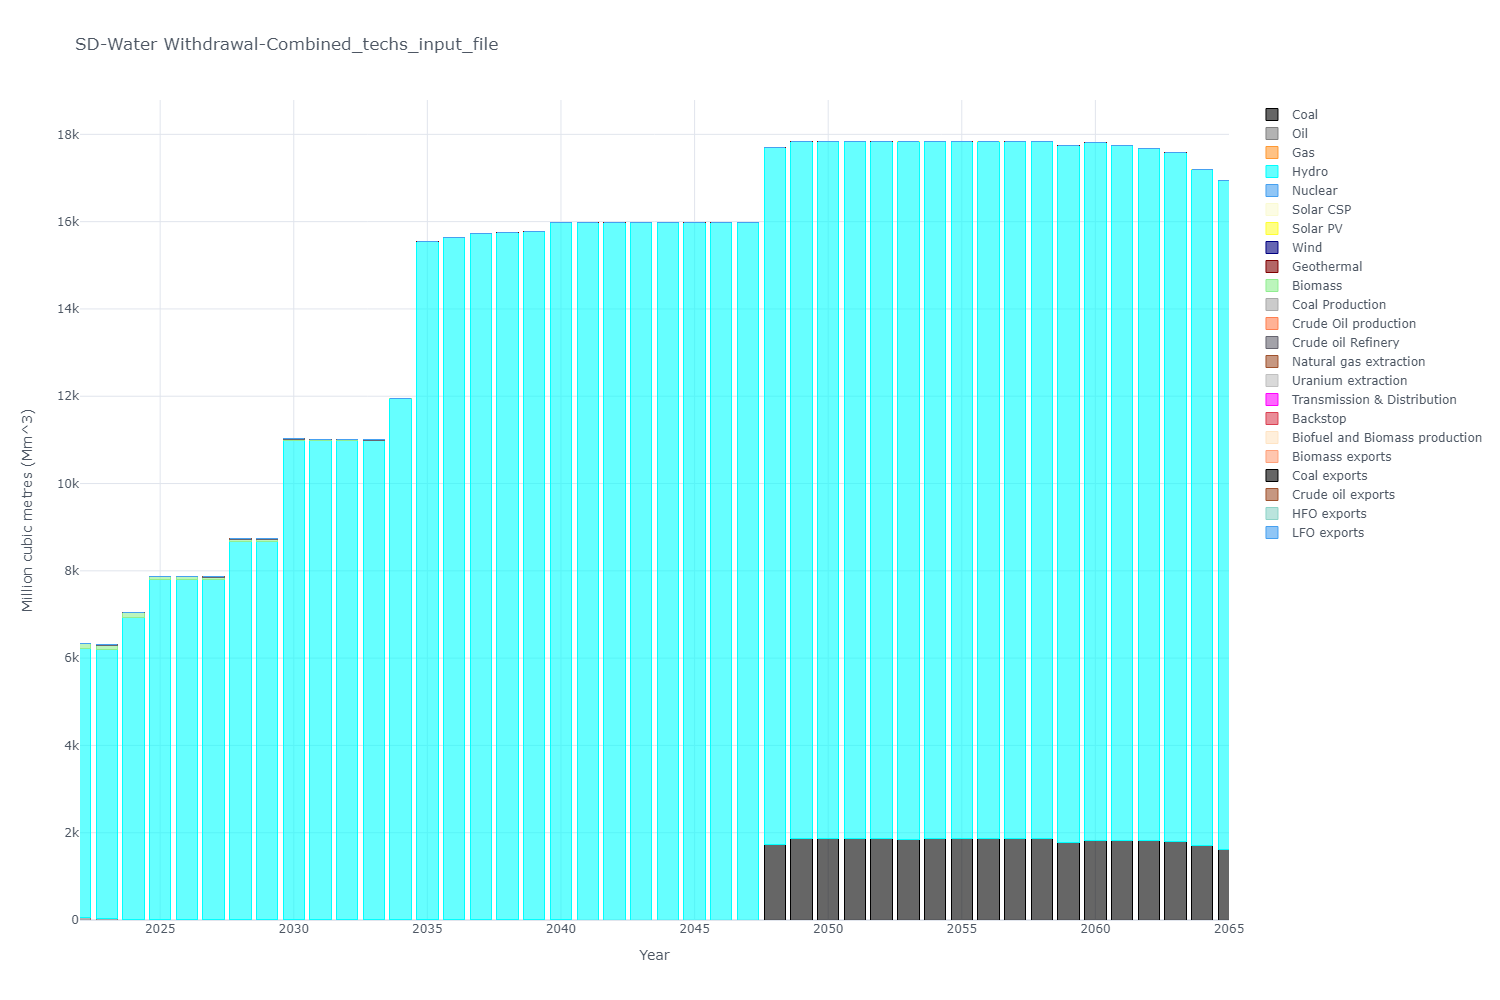 SD-Water Withdrawal-Combined_techs_input_file
18k
16k
14k
12k
10k
8k
6k
4k
2k
0
Million cubic metres (Mm^3)
2025
2030
2035
2040
2045
2050
2055
2060
2065
Year
Coal
Oil
Gas
Hydro
Nuclear
Solar CSP
Solar PV
Wind
Geothermal
Biomass
Coal Production
Crude Oil production
Crude oil Refinery
Natural gas extraction
Uranium extraction
Transmission & Distribution
Backstop
Biofuel and Biomass production
Biomass exports
Coal exports
Crude oil exports
HFO exports
LFO exports